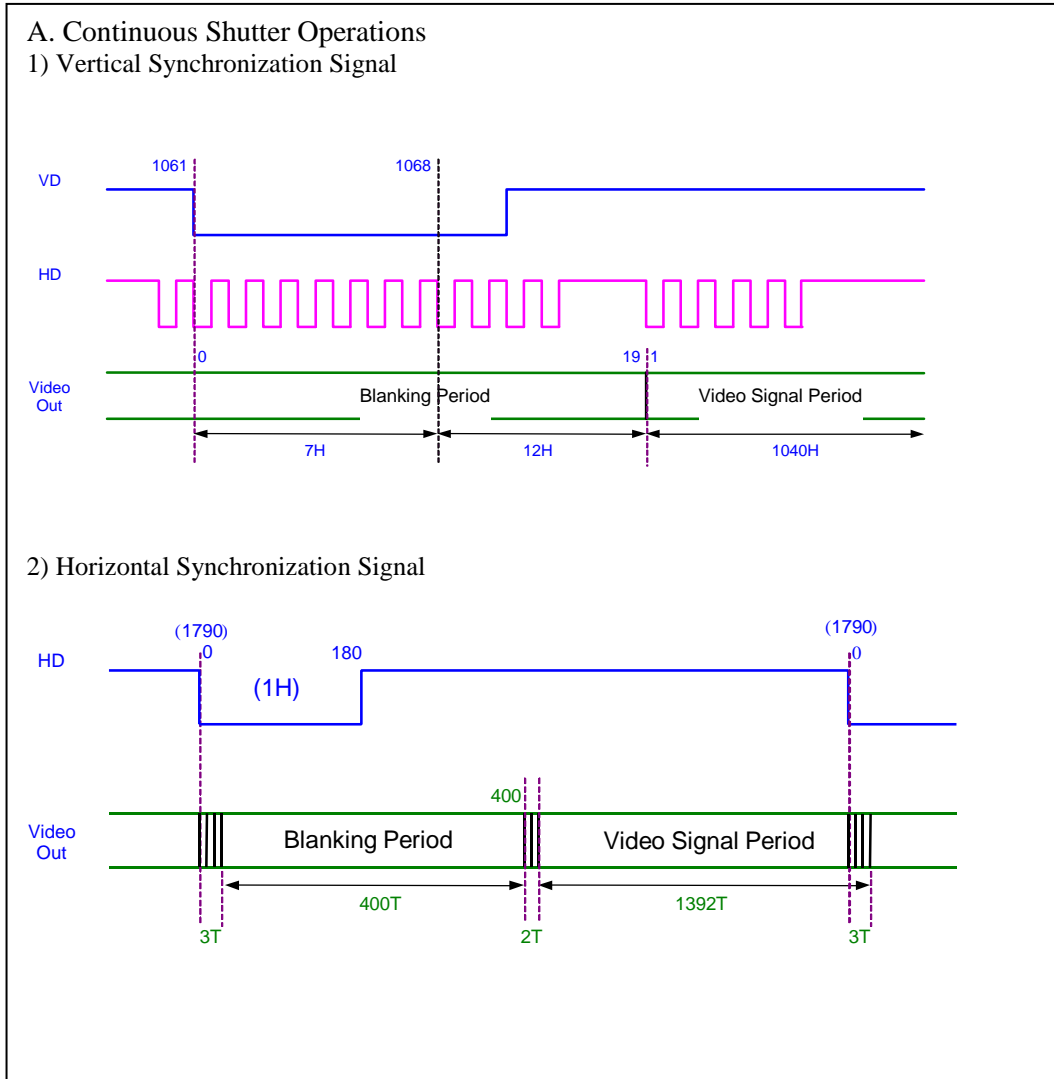 A. Continuous Shutter Operations
1) Vertical Synchronization Signal
1061
1068
VD
HD
0
19
1
Video
Out
Blanking Period
Video Signal Period
7H
12H
1040H
2) Horizontal Synchronization Signal
(1790)
(1790)
HD
0
180
0
(1H)
400
Video
Out
Blanking Period
Video Signal Period
400T
1392T
3T
2T
3T